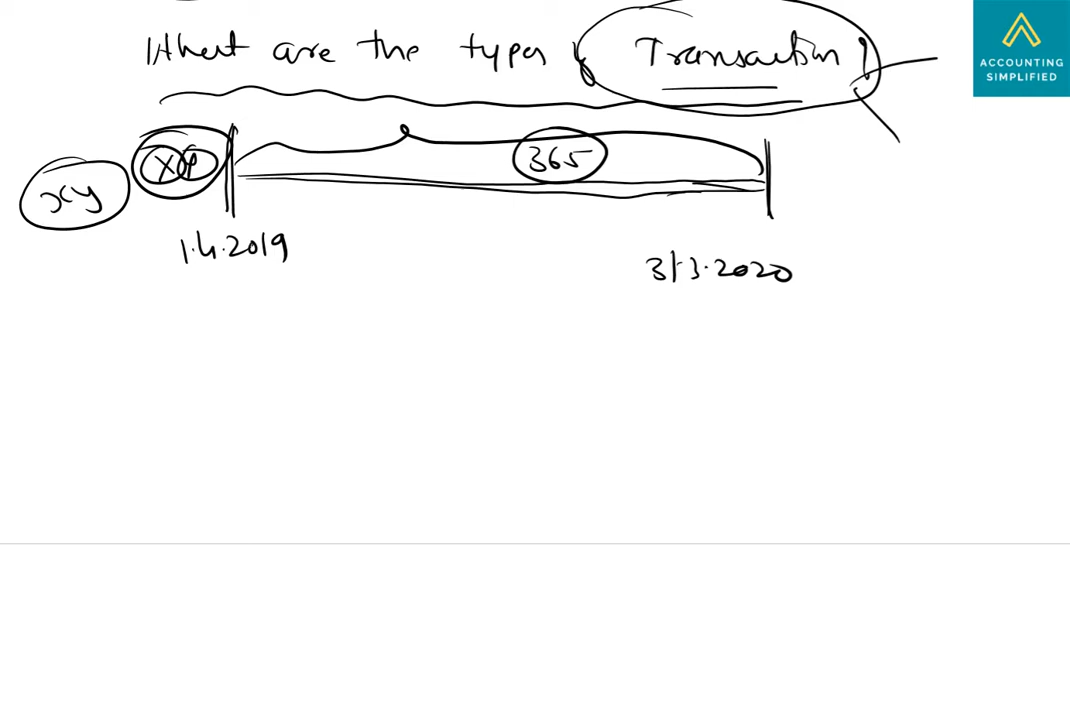 What are the types of Transaction?
ACCOUNTING
SIMPLIFIED
365
xy
1.4.2019
31.3.2020